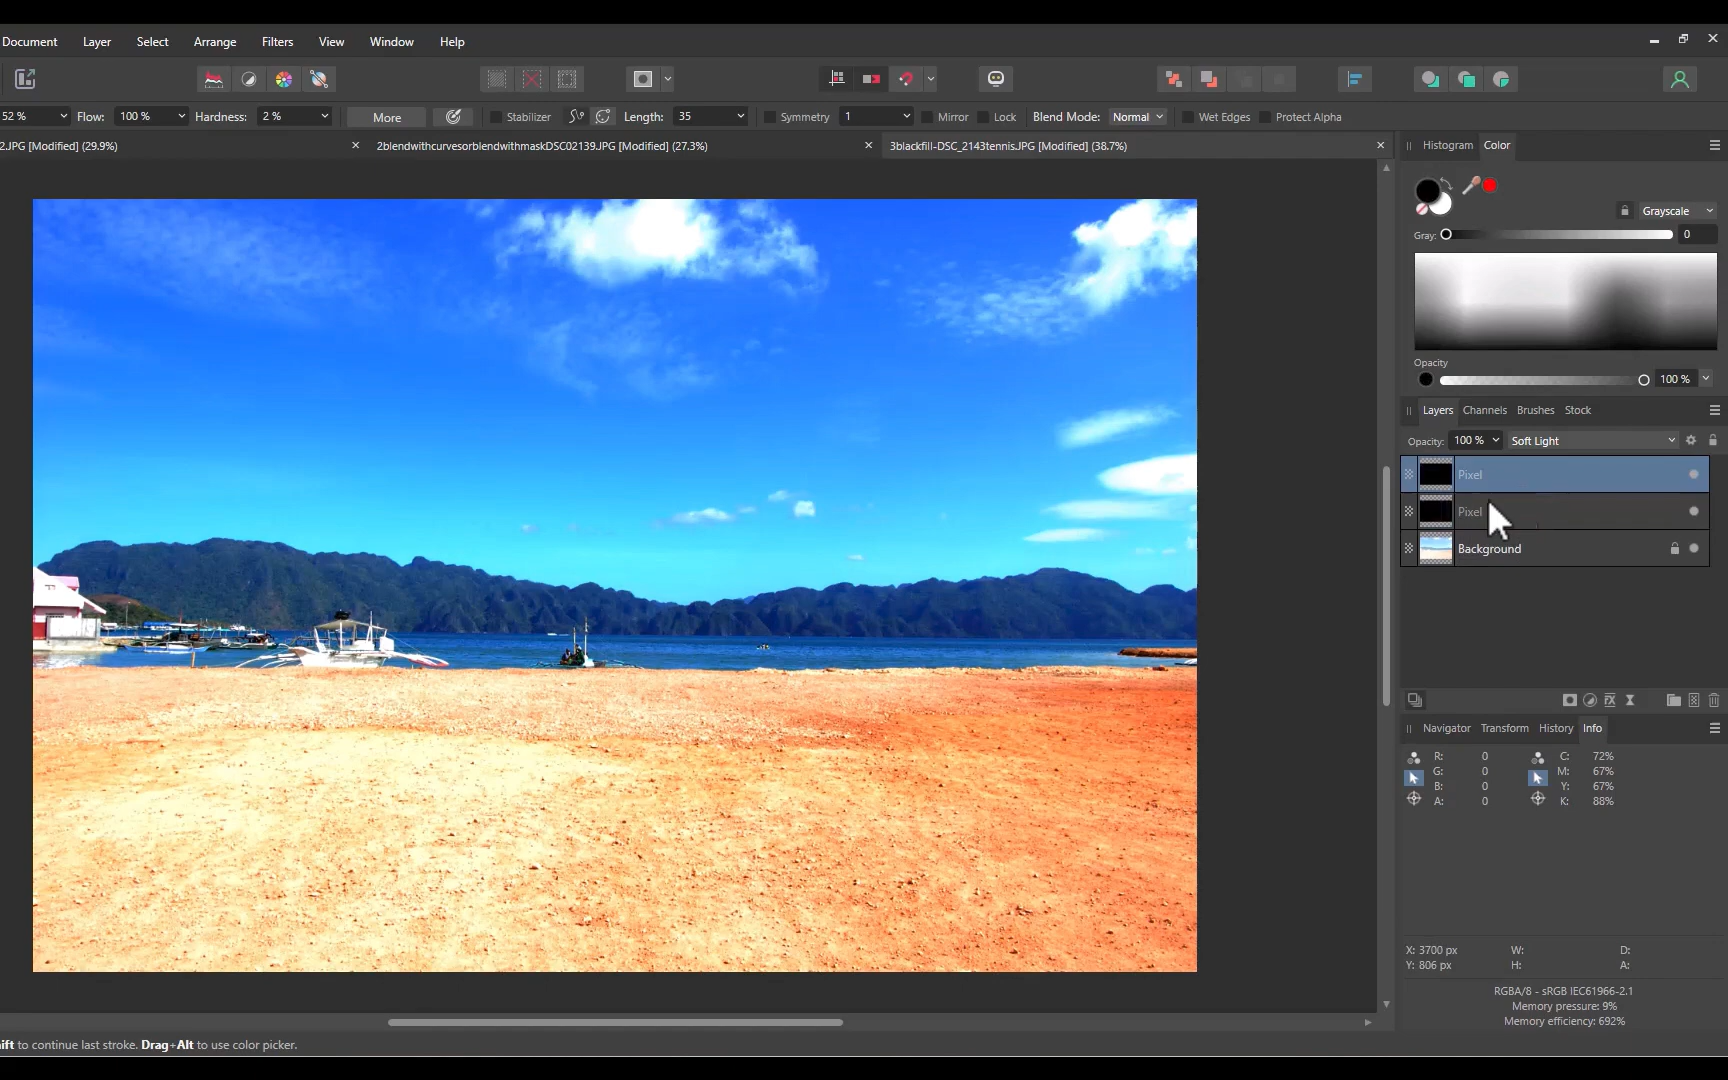 Document Layer Select Arrange Filters View Window Help
52 % Flow: 100 % Hardness: 2 % More Stabilizer Length: 35 Symmetry 1 Mirror Lock Blend Mode: Normal Wet Edges Protect Alpha
2.JPG [Modified] (29.9%) 2blendwithcurvesorblendwithmaskDSC02139.JPG [Modified] (27.3%) 3blackfill-DSC_2143tennis.JPG [Modified] (38.7%)
Histogram Color
Grayscale
Gray: 0
Opacity
100 %
Layers Channels Brushes Stock
Opacity: 100 % Soft Light
Pixel
Pixel
Background
Navigator Transform History Info
R: 0 C: 72%
G: 0 M: 67%
B: 0 Y: 67%
A: 0 K: 88%
X: 3700 px W: D:
Y: 806 px H: A:
RGBA/8 - sRGB IEC61966-2.1
Memory pressure: 9%
Memory efficiency: 692%
ift to continue last stroke. Drag+Alt to use color picker.